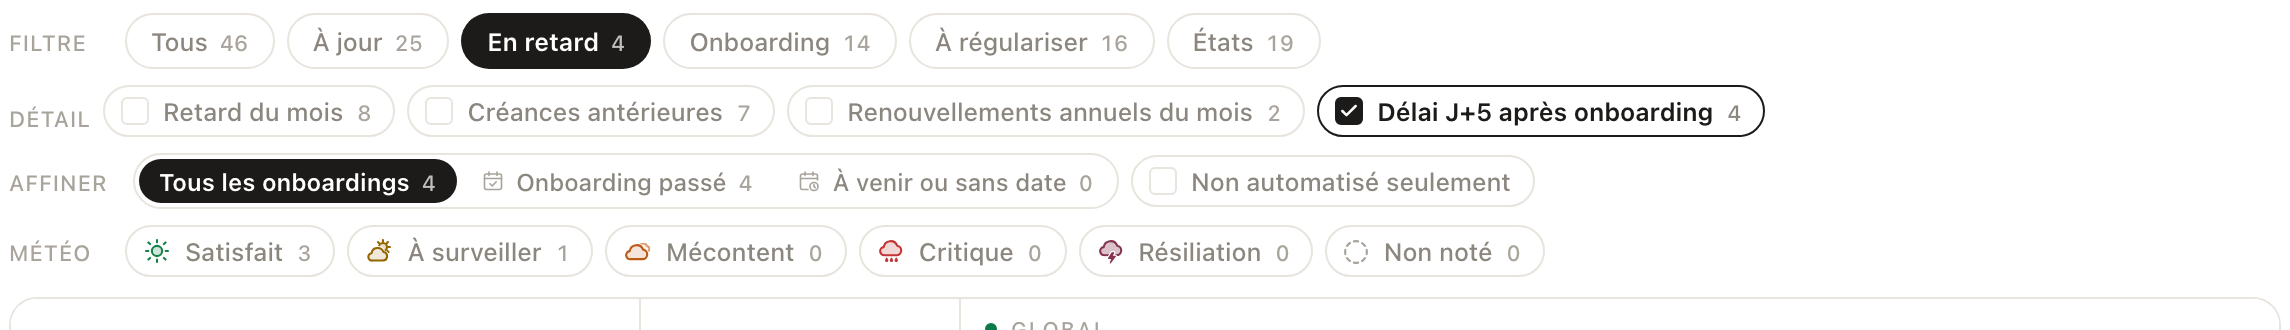 FILTRE Tous 46 À jour 25 En retard 4 Onboarding 14 À régulariser 16 États 19
DÉTAIL Retard du mois 8 Créances antérieures 7 Renouvellements annuels du mois 2 Délai J+5 après onboarding 4
AFFINER Tous les onboardings 4 Onboarding passé 4 À venir ou sans date 0 Non automatisé seulement
MÉTÉO Satisfait 3 À surveiller 1 Mécontent 0 Critique 0 Résiliation 0 Non noté 0
GLOBAL